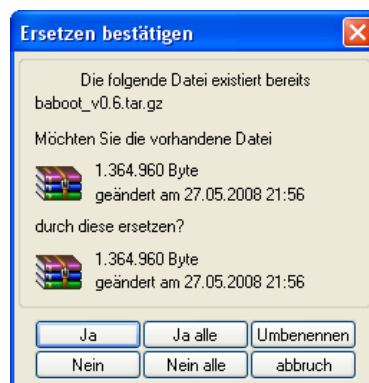 Ersetzen bestätigen
Die folgende Datei existiert bereits
baboot_v0.6.tar.gz
Möchten Sie die vorhandene Datei
1.364.960 Byte
geändert am 27.05.2008 21:56
durch diese ersetzen?
1.364.960 Byte
geändert am 27.05.2008 21:56
Ja Ja alle Umbenennen
Nein Nein alle abbruch